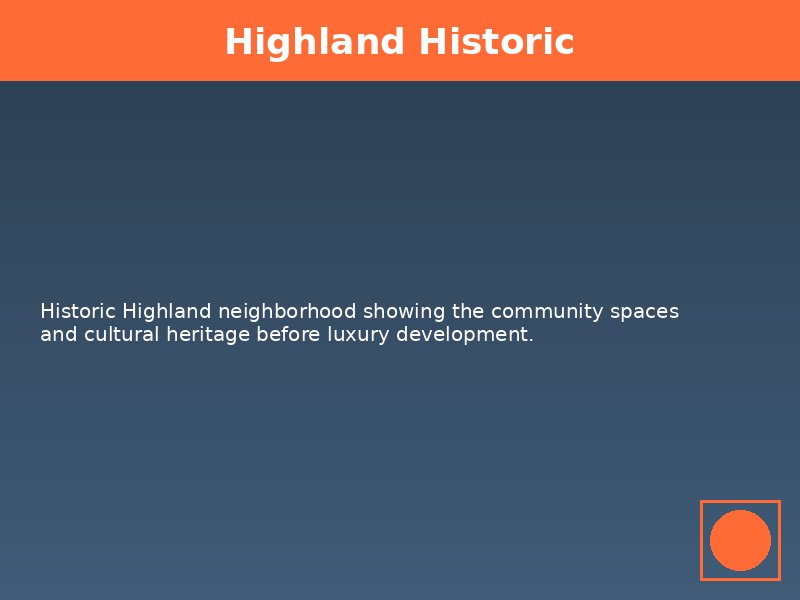 Highland Historic
Historic Highland neighborhood showing the community spaces
and cultural heritage before luxury development.